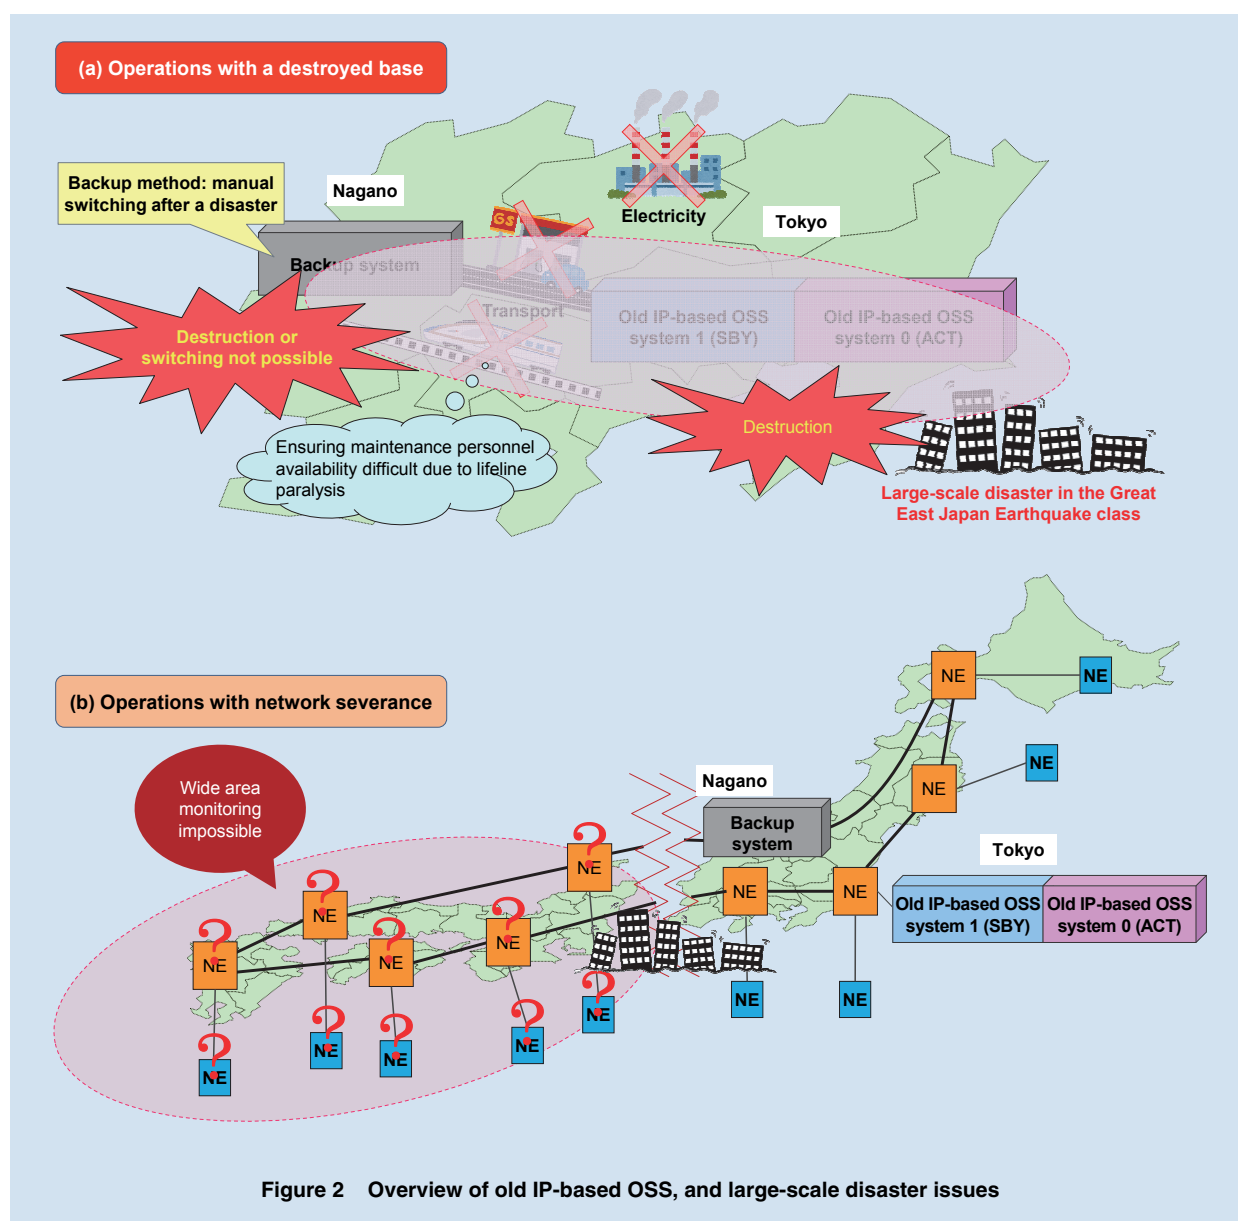 (a) Operations with a destroyed base
Backup method: manual
switching after a disaster
Nagano
Electricity
Tokyo
GS
Backup system
Transport
Old IP-based OSS
system 1 (SBY)
Old IP-based OSS
system 0 (ACT)
Destruction or
switching not possible
Destruction
Ensuring maintenance personnel
availability difficult due to lifeline
paralysis
Large-scale disaster in the Great
East Japan Earthquake class
(b) Operations with network severance
Wide area
monitoring
impossible
NE
NE
NE
NE
Nagano
Backup
system
Tokyo
?
NE
NE
NE
Old IP-based OSS
system 1 (SBY)
Old IP-based OSS
system 0 (ACT)
?
NE
?
NE
?
NE
?
NE
?
NE
NE
NE
?
NE
?
NE
?
NE
?
NE
Figure 2 Overview of old IP-based OSS, and large-scale disaster issues